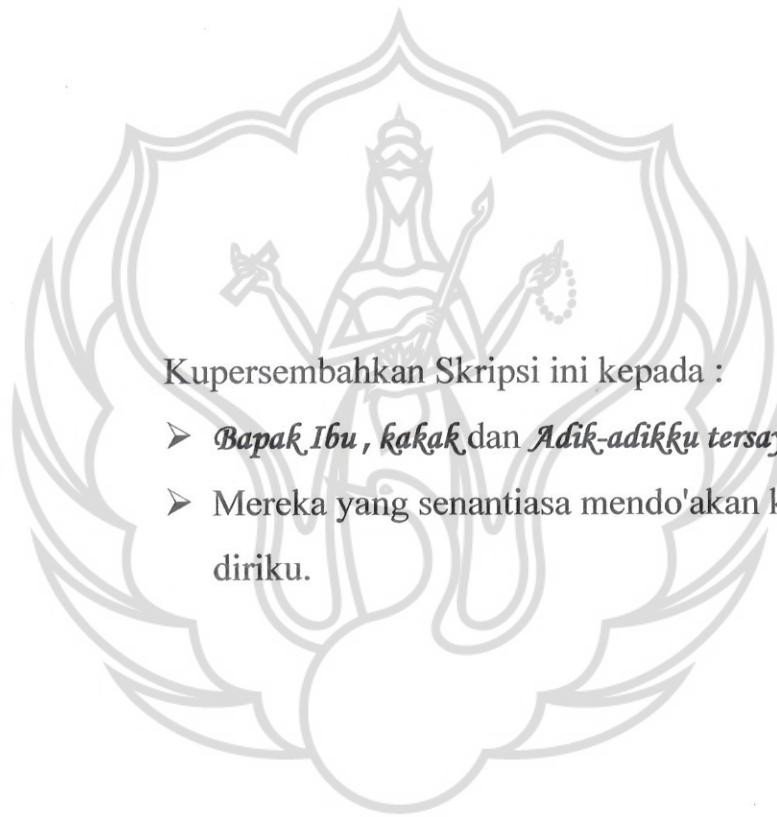 Kupersembahkan Skripsi ini kepada :
➢ Bapak Ibu , kakak dan Adik-adikku
➢ Mereka yang senantiasa mendo'akan
diriku.